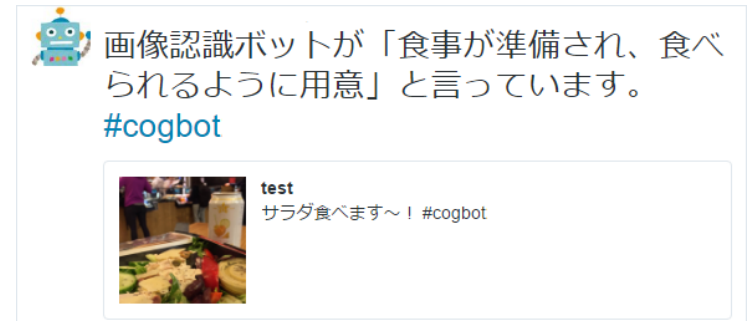 画像認識ボットが「食事が準備され、食べ
られるように用意」と言っています。
#cogbot
test
サラダ食べます～！ #cogbot